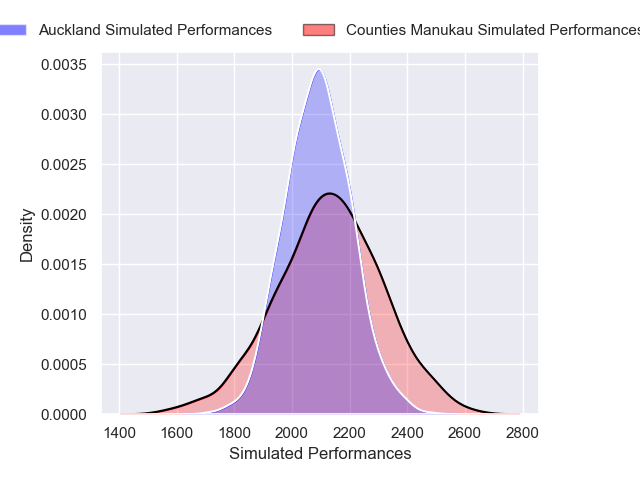 Auckland Simulated Performances
Counties Manukau Simulated Performances
0.0035
0.0030
0.0025
0.0020
0.0015
0.0010
0.0005
0.0000
Density
1400 1600 1800 2000 2200 2400 2600 2800
Simulated Performances